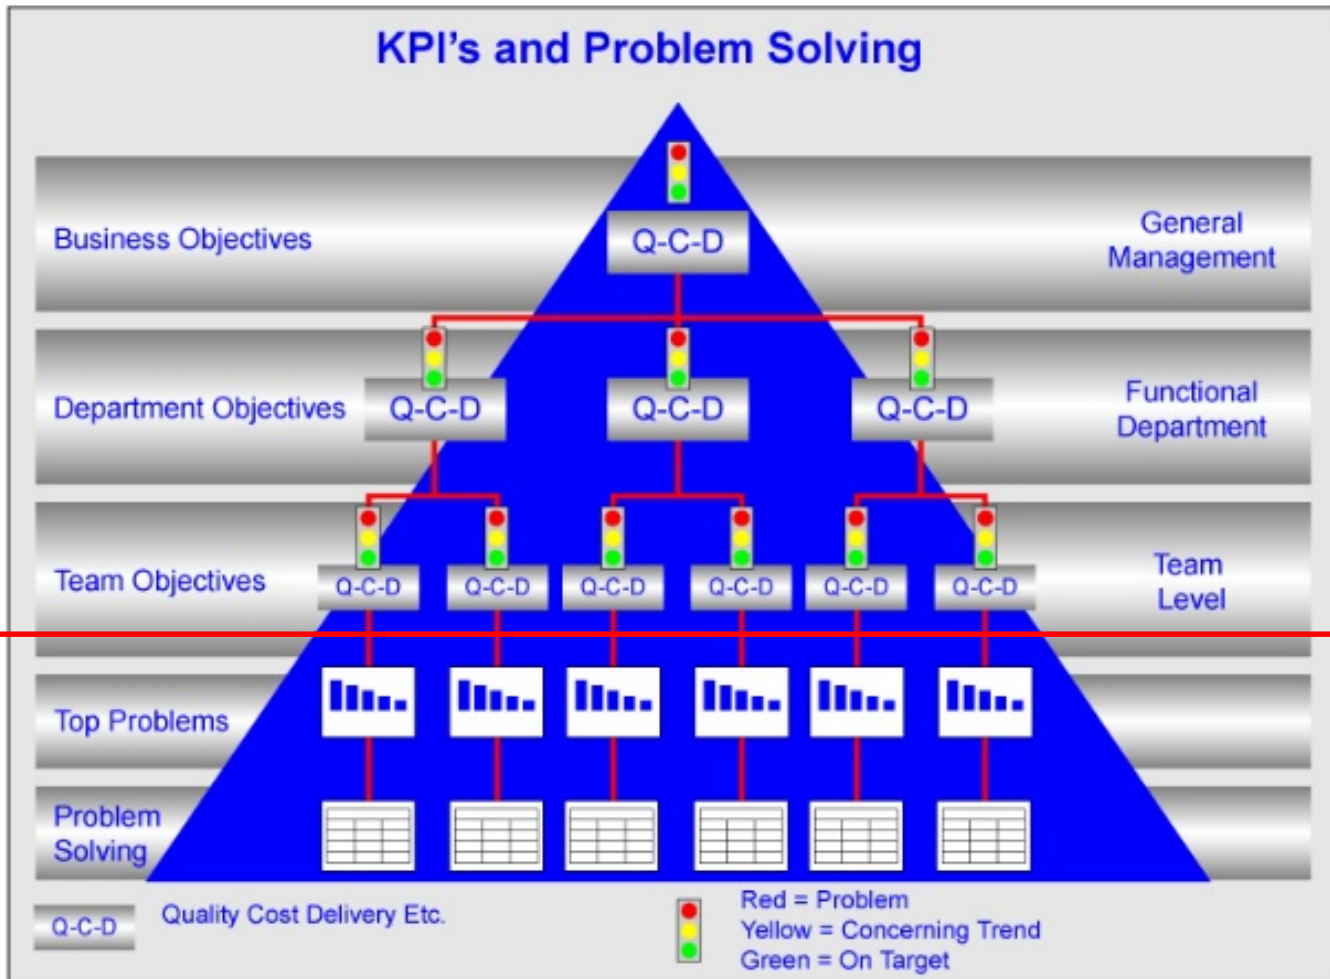 KPI's and Problem Solving
Business Objectives
Q-C-D
General
Management
Department Objectives
Q-C-D
Q-C-D
Q-C-D
Functional
Department
Team Objectives
Q-C-D
Q-C-D
Q-C-D
Q-C-D
Q-C-D
Q-C-D
Team
Level
Top Problems
Problem
Solving
Q-C-D
Quality Cost Delivery Etc.
Red = Problem
Yellow = Concerning Trend
Green = On Target